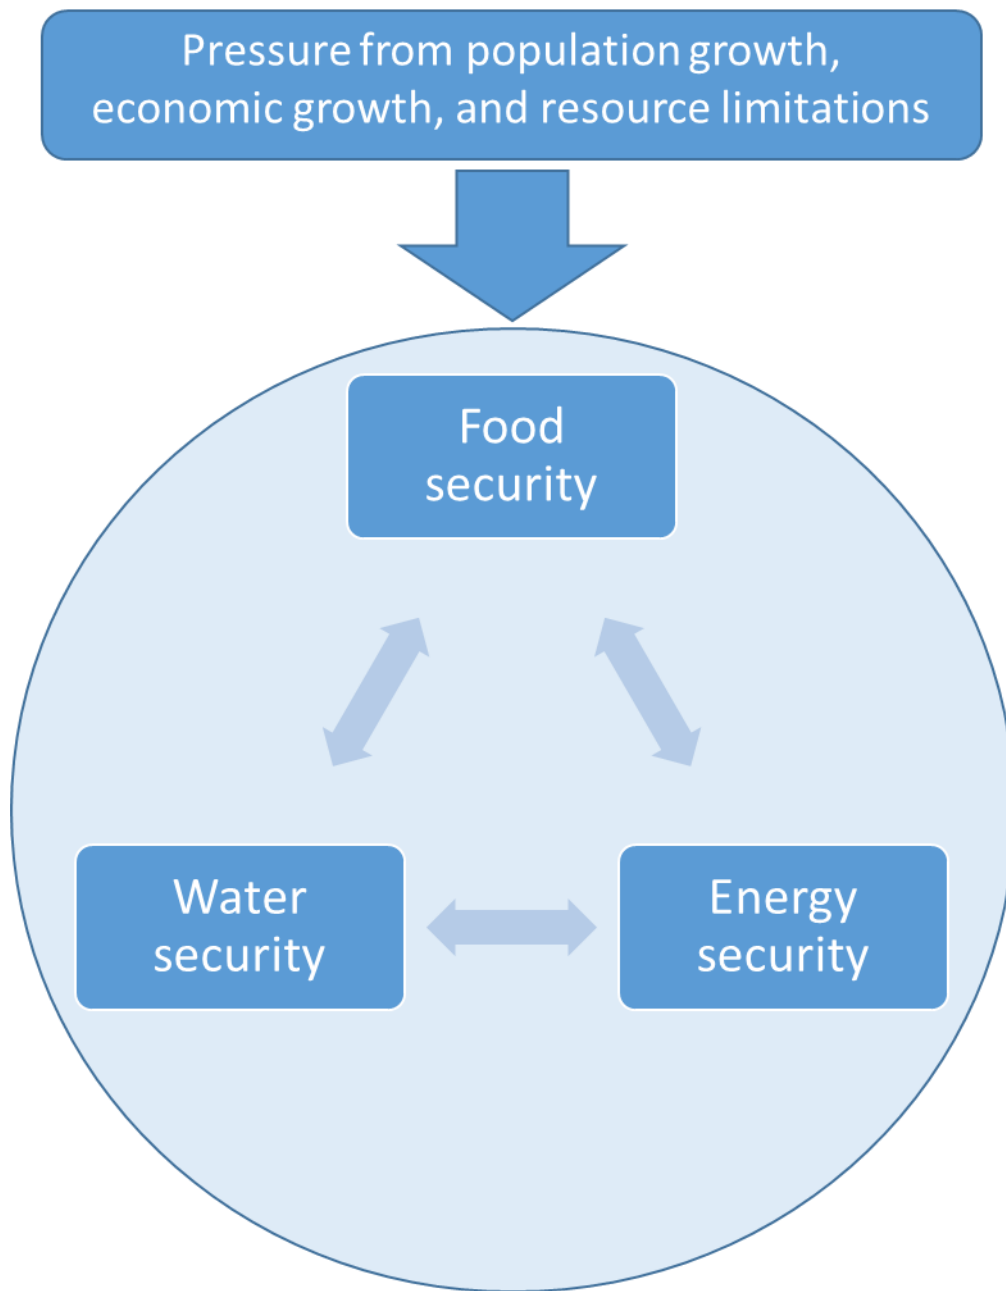 Pressure from population growth,
economic growth, and resource limitations
Food
security
Water
security
Energy
security